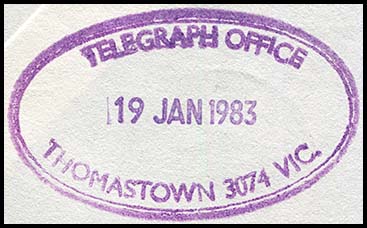 TELEGRAPH OFFICE
19 JAN 1983
THOMASTOWN 3074 VIC.